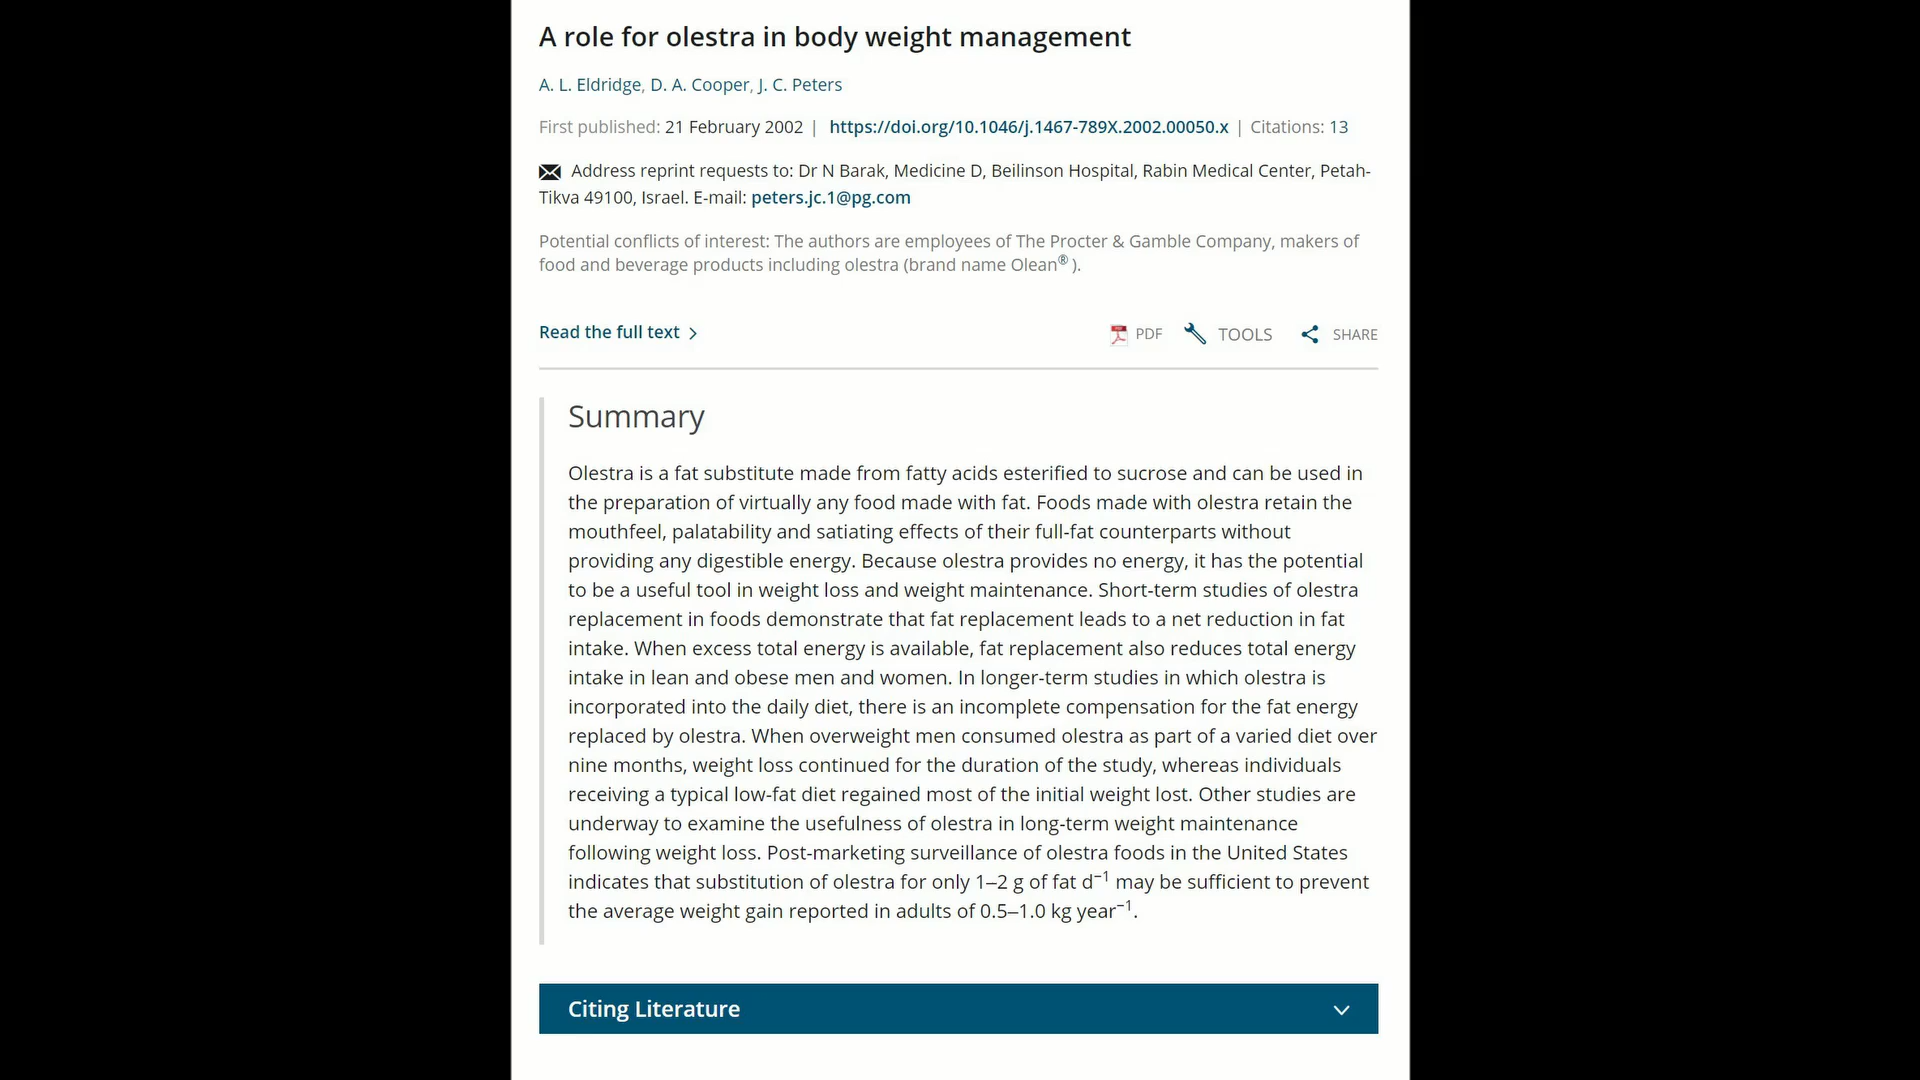 A role for olestra in body weight management
A. L. Eldridge, D. A. Cooper, J. C. Peters
First published: 21 February 2002 | https://doi.org/10.1046/j.1467-789X.2002.00050.x | Citations: 13
Address reprint requests to: Dr N Barak, Medicine D, Beilinson Hospital, Rabin Medical Center, Petah-
Tikva 49100, Israel. E-mail: peters.jc.1@pg.com
Potential conflicts of interest: The authors are employees of The Procter & Gamble Company, makers of
food and beverage products including olestra (brand name Olean® ).
Read the full text
PDF TOOLS SHARE
Summary
Olestra is a fat substitute made from fatty acids esterified to sucrose and can be used in
the preparation of virtually any food made with fat. Foods made with olestra retain the
mouthfeel, palatability and satiating effects of their full-fat counterparts without
providing any digestible energy. Because olestra provides no energy, it has the potential
to be a useful tool in weight loss and weight maintenance. Short-term studies of olestra
replacement in foods demonstrate that fat replacement leads to a net reduction in fat
intake. When excess total energy is available, fat replacement also reduces total energy
intake in lean and obese men and women. In longer-term studies in which olestra is
incorporated into the daily diet, there is an incomplete compensation for the fat energy
replaced by olestra. When overweight men consumed olestra as part of a varied diet over
nine months, weight loss continued for the duration of the study, whereas individuals
receiving a typical low-fat diet regained most of the initial weight lost. Other studies are
underway to examine the usefulness of olestra in long-term weight maintenance
following weight loss. Post-marketing surveillance of olestra foods in the United States
indicates that substitution of olestra for only 1–2 g of fat d⁻¹ may be sufficient to prevent
the average weight gain reported in adults of 0.5–1.0 kg year⁻¹.
Citing Literature